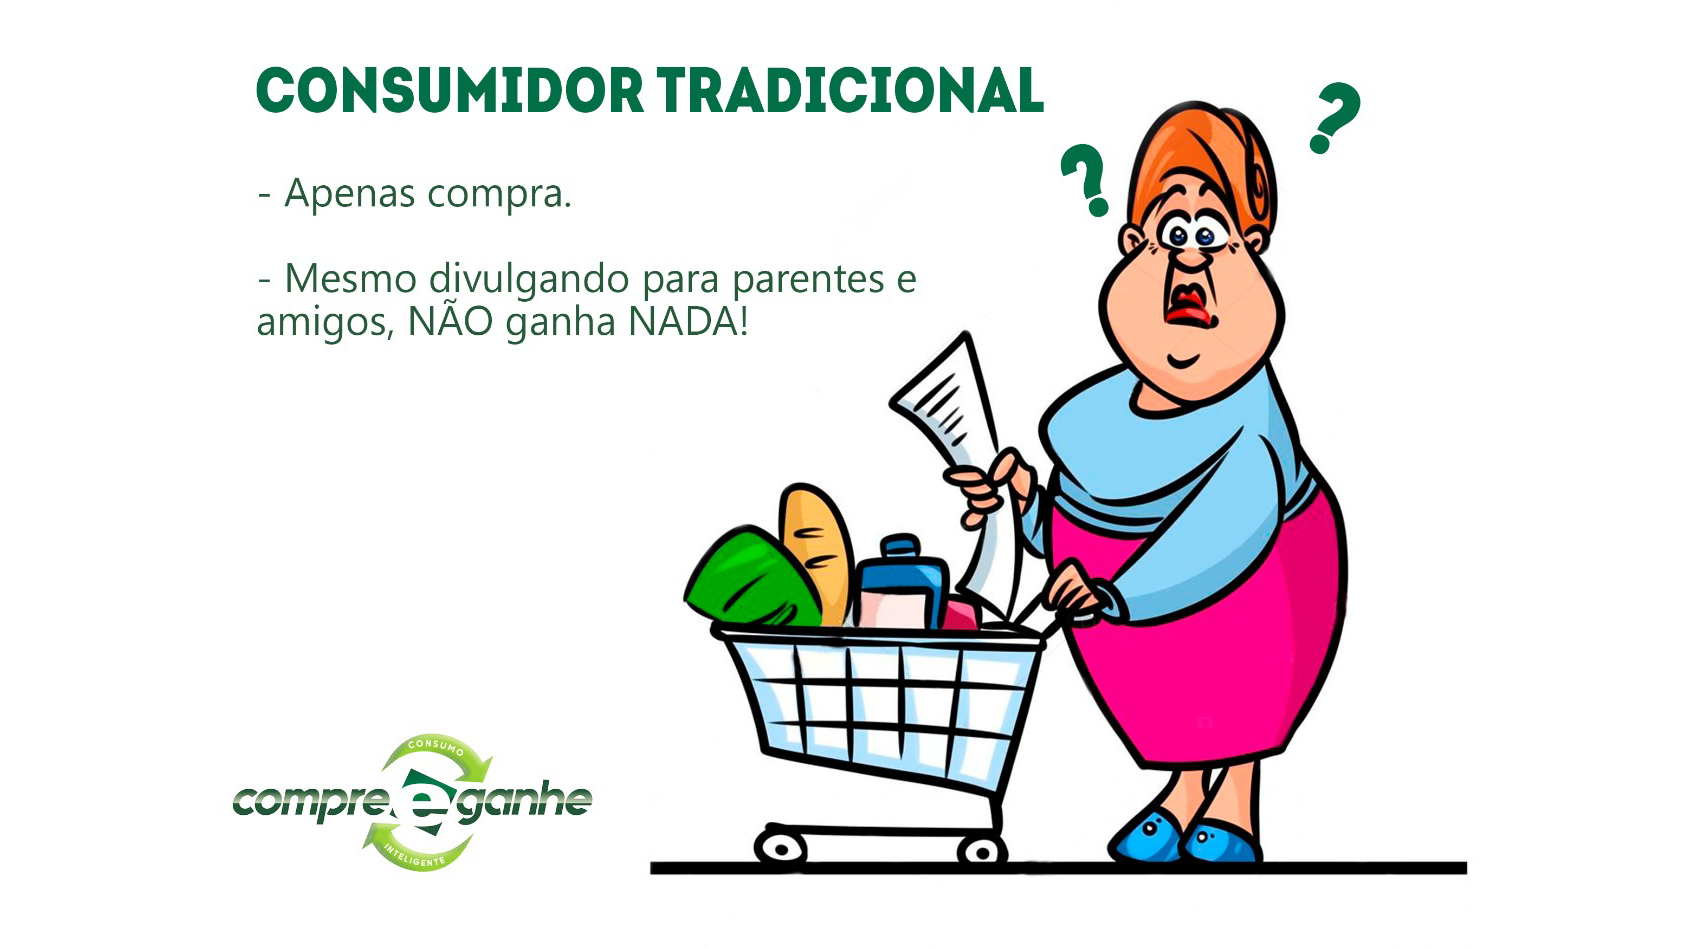 CONSUMIDOR TRADICIONAL
- Apenas compra.
- Mesmo divulgando para parentes e
amigos, NÃO ganha NADA!
?
?
CONSUMO
compre e ganhe
INTELIGENTE